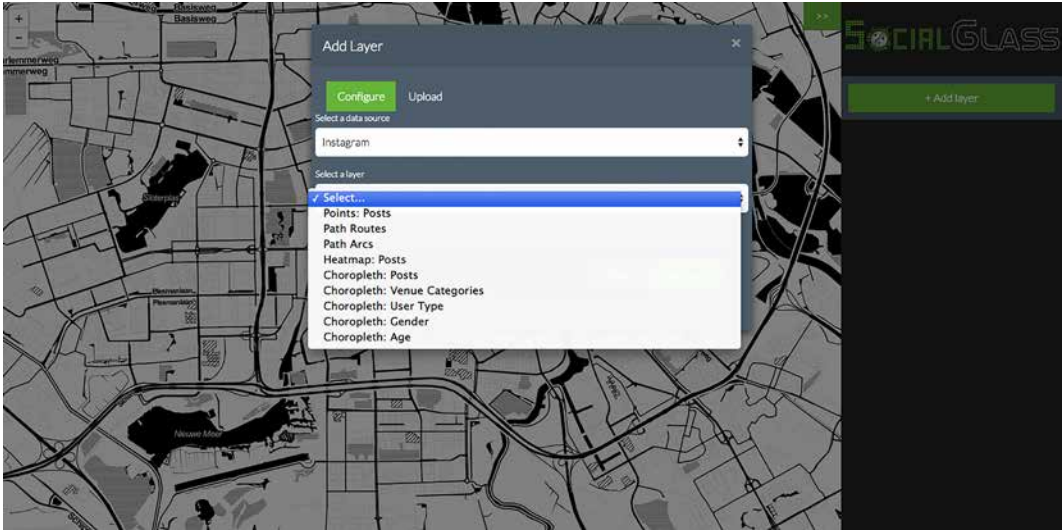 +
-
Basisweg
Basisweg
Add Layer
×
>>
SocialGlass
+ Add layer
Configure
Upload
Select a data source
Instagram
Select a layer
✓ Select...
Points: Posts
Path Routes
Path Arcs
Heatmap: Posts
Choropleth: Posts
Choropleth: Venue Categories
Choropleth: User Type
Choropleth: Gender
Choropleth: Age
Sloterplas
Plesmanlaan
Plesmanlaan
Nieuwe Meer